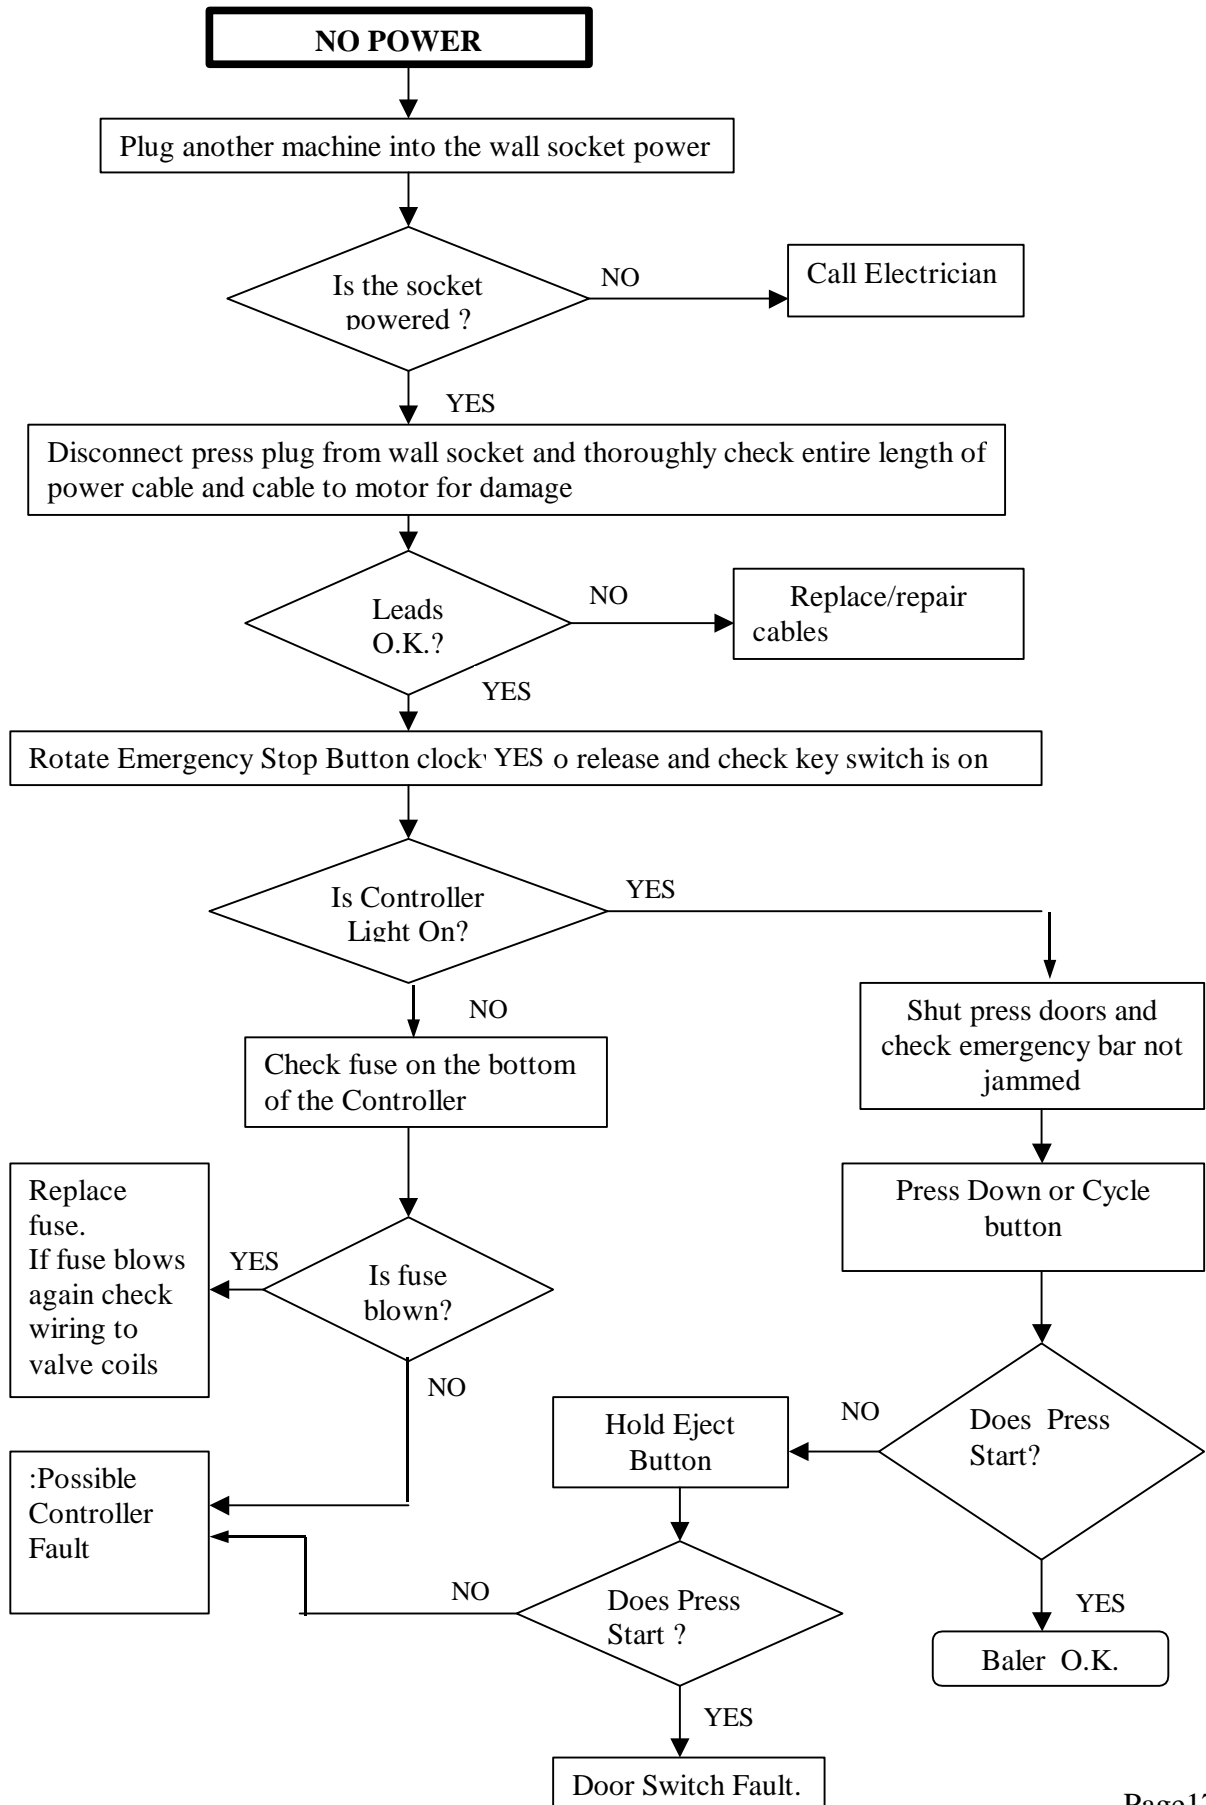 NO POWER
Plug another machine into the wall socket power
Is the socket
powered ?
NO
Call Electrician
YES
Disconnect press plug from wall socket and thoroughly check entire length of
power cable and cable to motor for damage
Leads
O.K.?
NO
Replace/repair
cables
YES
Rotate Emergency Stop Button clock YES o release and check key switch is on
Is Controller
Light On?
YES
NO
Shut press doors and
check emergency bar not
jammed
Check fuse on the bottom
of the Controller
Press Down or Cycle
button
Replace
fuse.
If fuse blows
again check
wiring to
valve coils
YES
Is fuse
blown?
NO
Does Press
Start?
NO
Hold Eject
Button
:Possible
Controller
Fault
NO
Does Press
Start ?
YES
Baler O.K.
YES
Door Switch Fault.
Page17